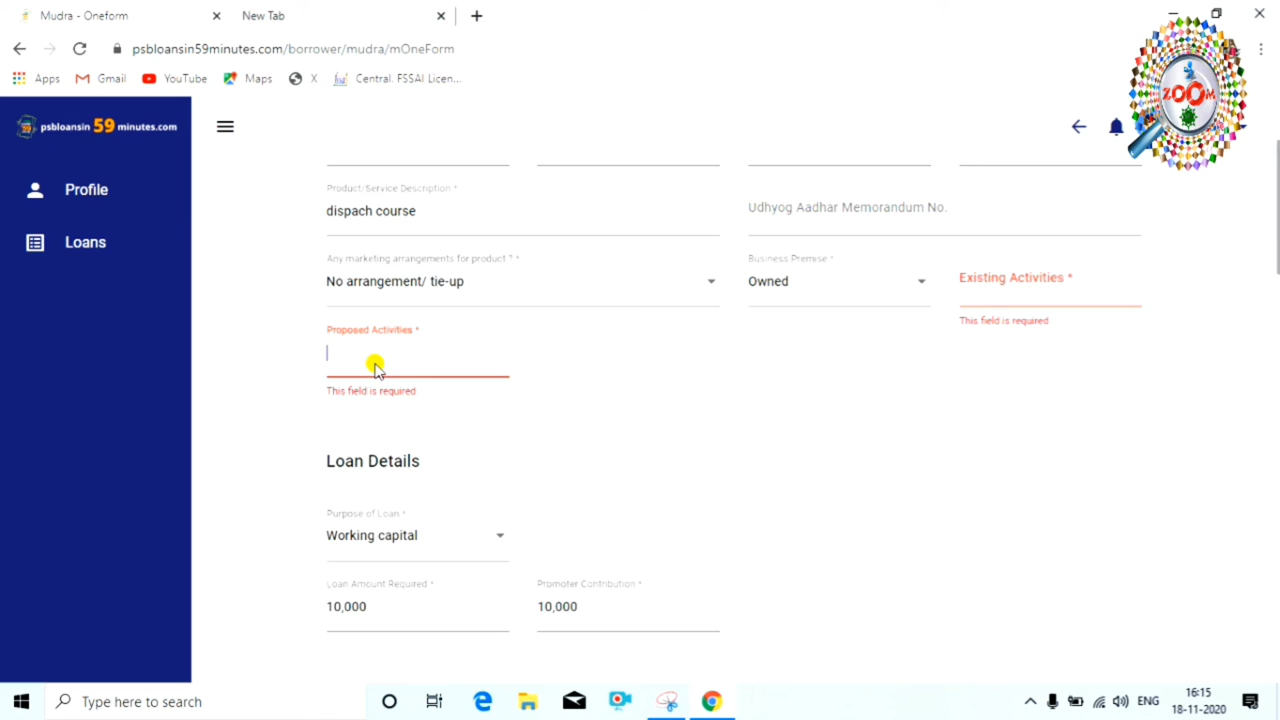 Mudra - Oneform
New Tab
psbloansin59minutes.com/borrower/mudra/mOneForm
Apps
Gmail
YouTube
Maps
X
Central. FSSAI Licen...
psbloansin 59 minutes.com
ZOOM
Profile
Loans
Product/Service Description *
dispach course
Udhyog Aadhar Memorandum No.
Any marketing arrangements for product ? *
No arrangement/ tie-up
Business Premise *
Owned
Existing Activities *
This field is required
Proposed Activities *
This field is required
Loan Details
Purpose of Loan *
Working capital
Loan Amount Required *
10,000
Promoter Contribution *
10,000
Type here to search
ENG
16:15
18-11-2020